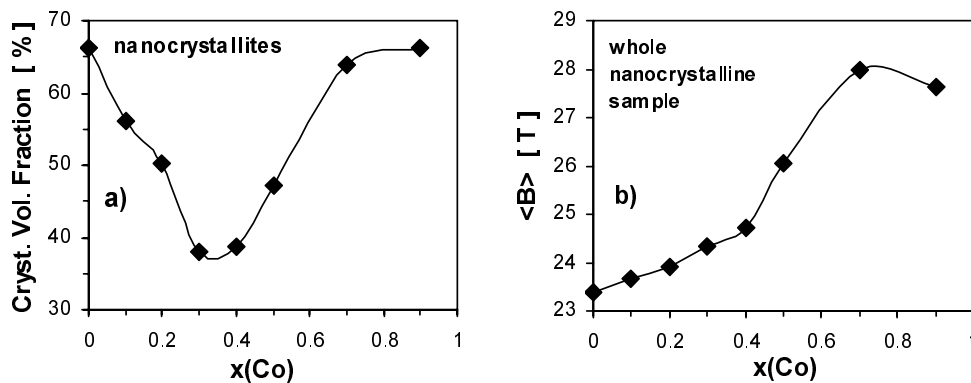 70
60
50
40
30
Cryst. Vol. Fraction [ %]
nanocrystallites
a)
0 0.2 0.4 0.6 0.8 1
x(Co)
29
28
27
26
25
24
23
<B> [ T ]
whole
nanocrystalline
sample
b)
0 0.2 0.4 0.6 0.8 1
x(Co)